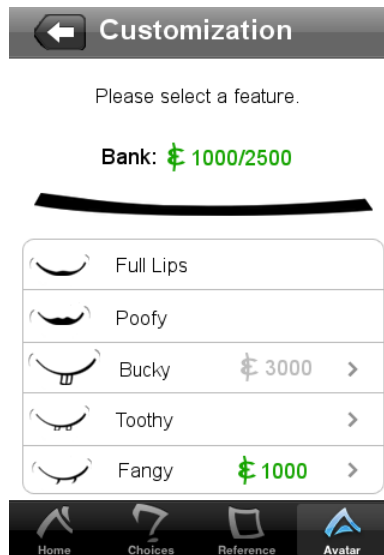 Customization
Please select a feature.
Bank: 1000/2500
Full Lips
Poofy
Bucky 3000 >
Toothy >
Fangy 1000 >
Home Choices Reference Avatar